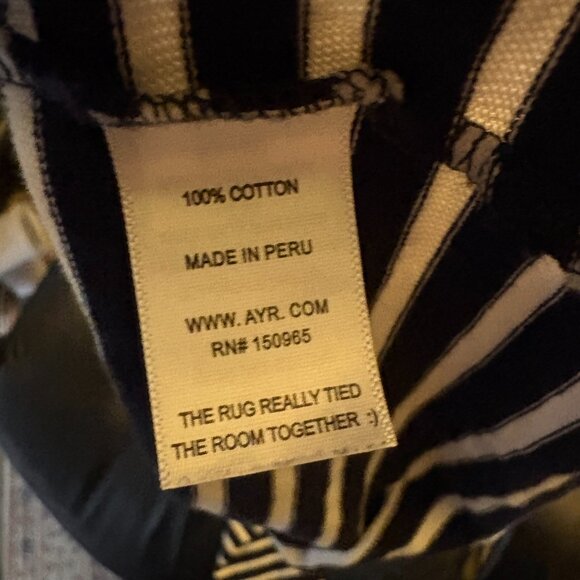 100% COTTON
MADE IN PERU
WWW. AYR. COM
RN# 150965
THE RUG REALLY TIED
THE ROOM TOGETHER :)